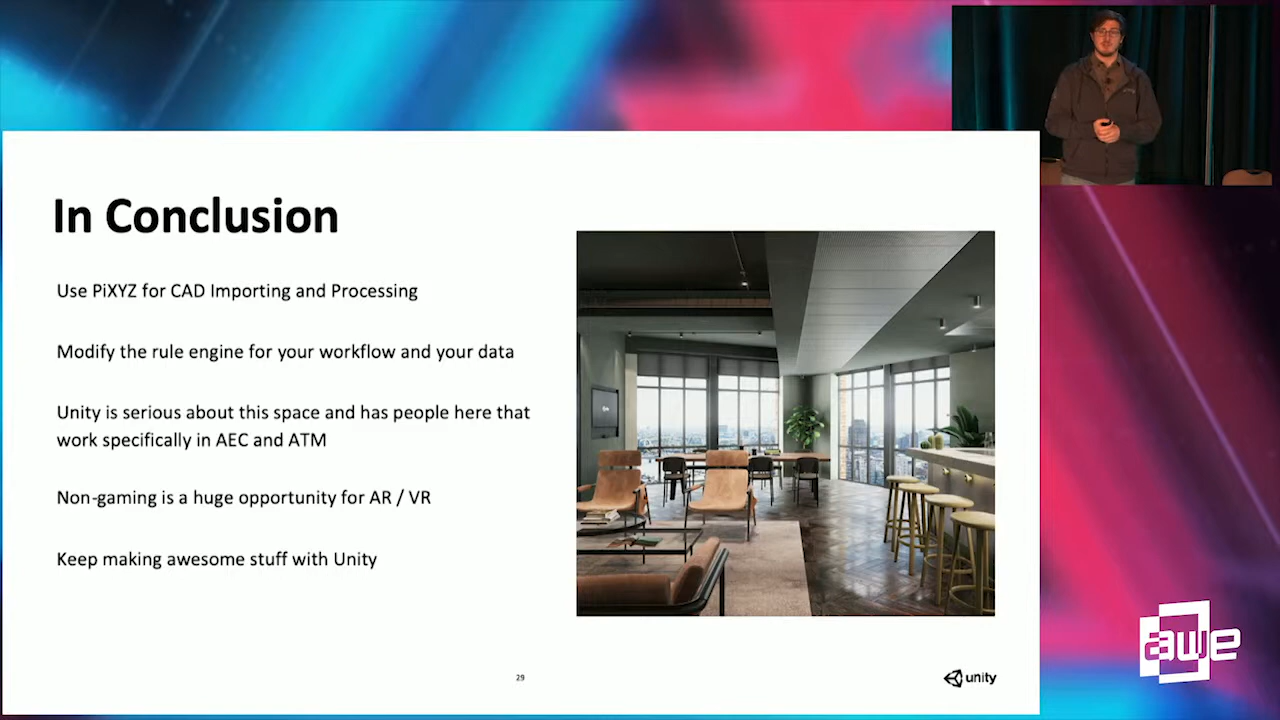 In Conclusion
Use PiXYZ for CAD Importing and Processing
Modify the rule engine for your workflow and your data
Unity is serious about this space and has people here that
work specifically in AEC and ATM
Non-gaming is a huge opportunity for AR / VR
Keep making awesome stuff with Unity
29
unity
awe